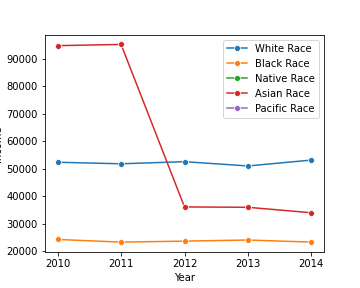 White Race
Black Race
Native Race
Asian Race
Pacific Race
90000
80000
70000
60000
50000
40000
30000
20000
2010 2011 2012 2013 2014
Year